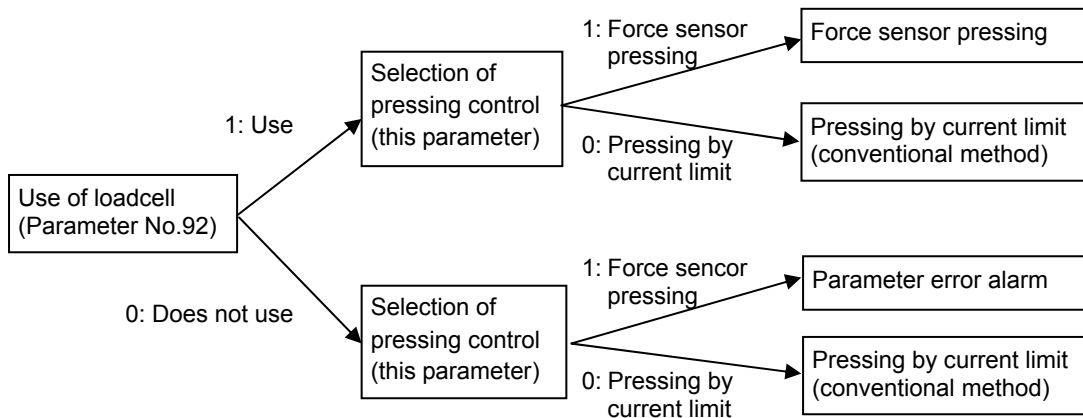 Use of loadcell
(Parameter No.92)
1: Use
Selection of
pressing control
(this parameter)
1: Force sensor
pressing
Force sensor pressing
0: Pressing by
current limit
Pressing by current limit
(conventional method)
0: Does not use
Selection of
pressing control
(this parameter)
1: Force sencor
pressing
Parameter error alarm
0: Pressing by
current limit
Pressing by current limit
(conventional method)